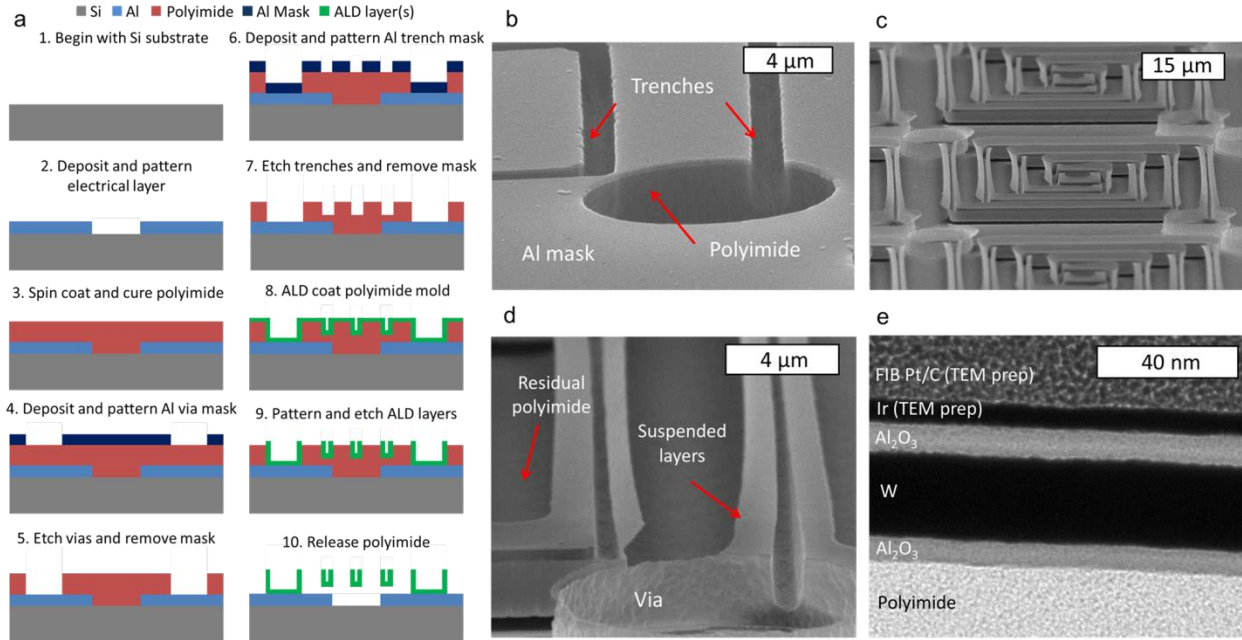 a
Si Al Polyimide Al Mask ALD layer(s)
1. Begin with Si substrate
2. Deposit and pattern
electrical layer
3. Spin coat and cure polyimide
4. Deposit and pattern Al via mask
5. Etch vias and remove mask
6. Deposit and pattern Al trench mask
7. Etch trenches and remove mask
8. ALD coat polyimide mold
9. Pattern and etch ALD layers
10. Release polyimide
b
4 μm
Trenches
Al mask
Polyimide
c
15 μm
d
4 μm
Residual
polyimide
Suspended
layers
Via
e
40 nm
FIB Pt/C (TEM prep)
Ir (TEM prep)
Al₂O₃
W
Al₂O₃
Polyimide